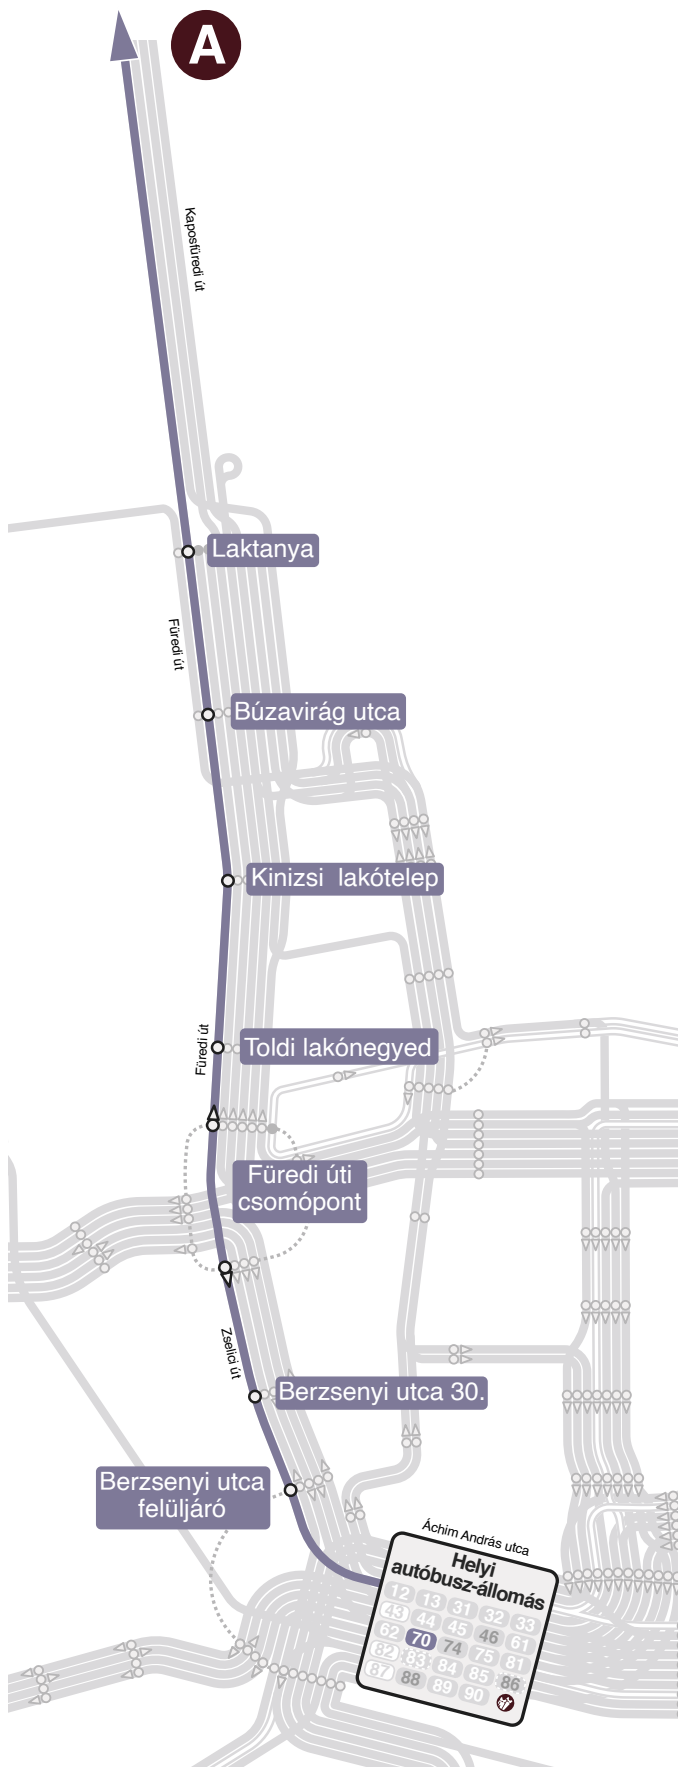 A
Kaposfüredi út
Laktanya
Füredi út
Búzavirág utca
Kinizsi lakótelep
Füredi út
Toldi lakónegyed
Füredi úti
csomópont
Zselici út
Berzsenyi utca 30.
Berzsenyi utca
felüljáró
Áchim András utca
Helyi
autóbusz-állomás
12 13 31 32 33
43 44 45 46 61
62 70 74 75 81
82 83 84 85 86
87 88 89 90